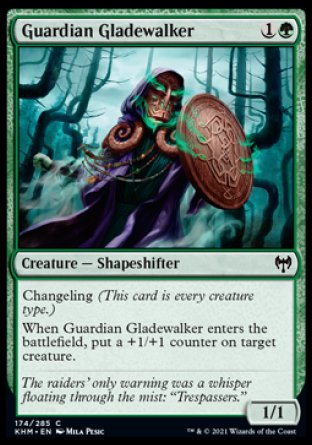 Guardian Gladewalker 1
Creature — Shapeshifter
Changeling (This card is every creature
type.)
When Guardian Gladewalker enters the
battlefield, put a +1/+1 counter on target
creature.
The raiders' only warning was a whisper
floating through the mist: “Trespassers.”
1/1
174/285 C
KHM • EN Mila Pesic
™ & © 2021 Wizards of the Coast